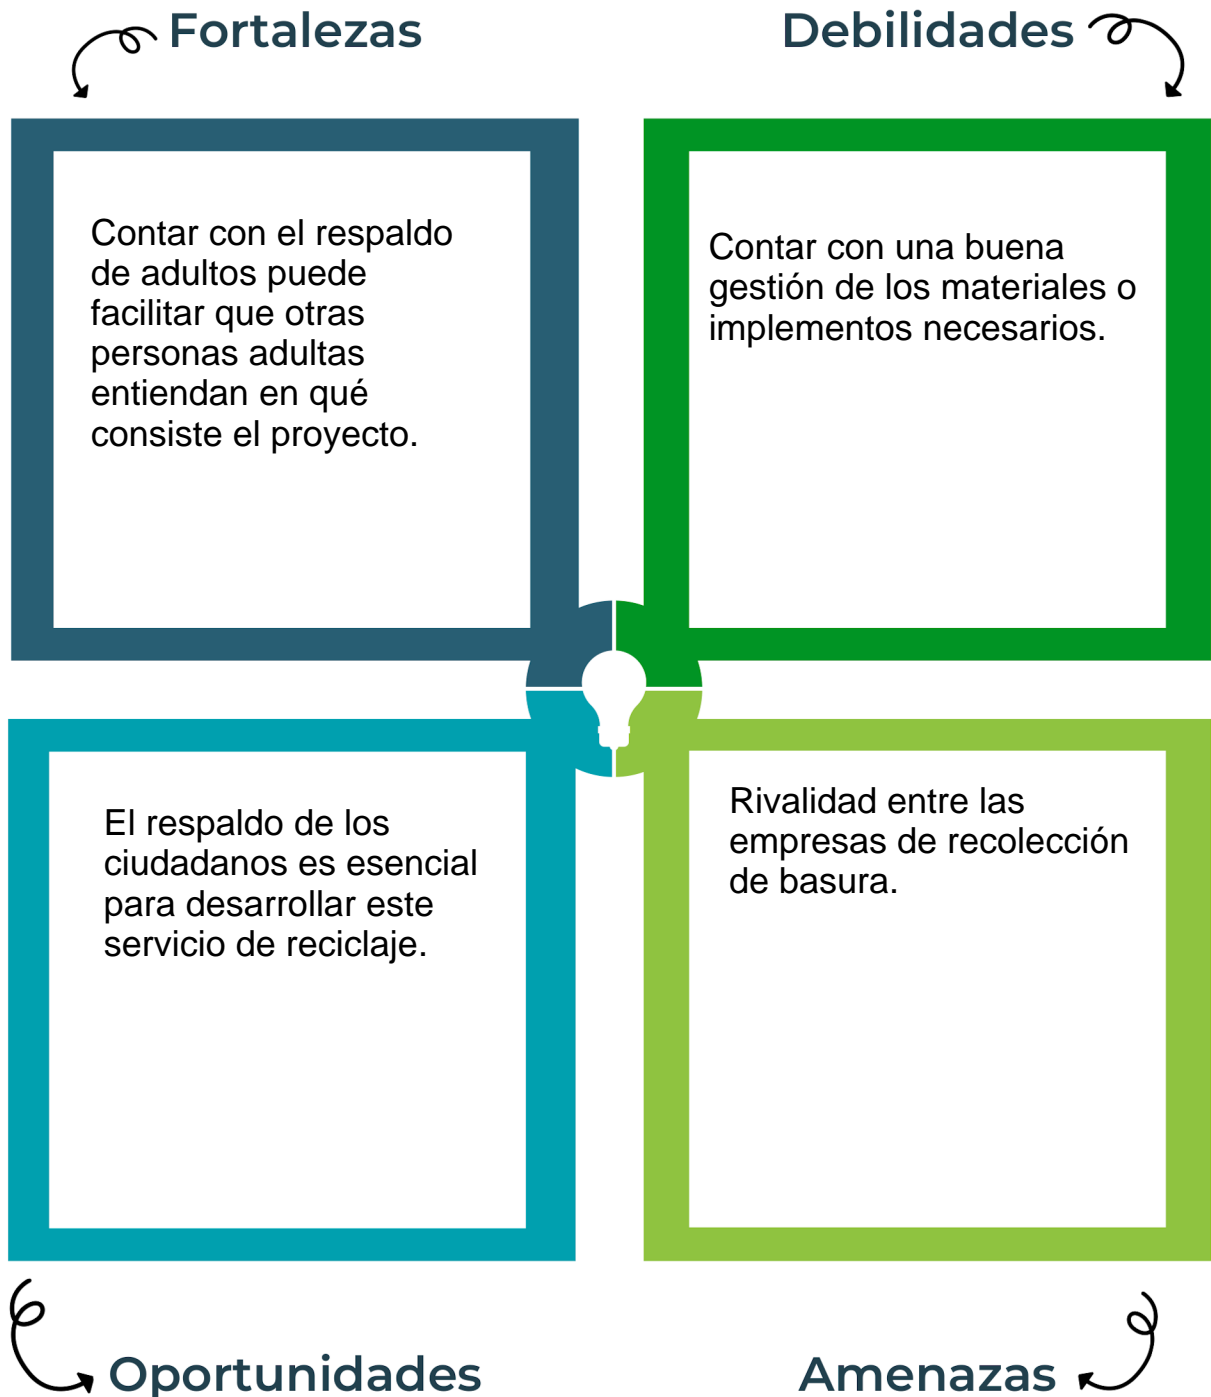 Fortalezas
Contar con el respaldo
de adultos puede
facilitar que otras
personas adultas
entiendan en qué
consiste el proyecto.
Debilidades
Contar con una buena
gestión de los materiales o
implementos necesarios.
El respaldo de los
ciudadanos es esencial
para desarrollar este
servicio de reciclaje.
Oportunidades
Rivalidad entre las
empresas de recolección
de basura.
Amenazas